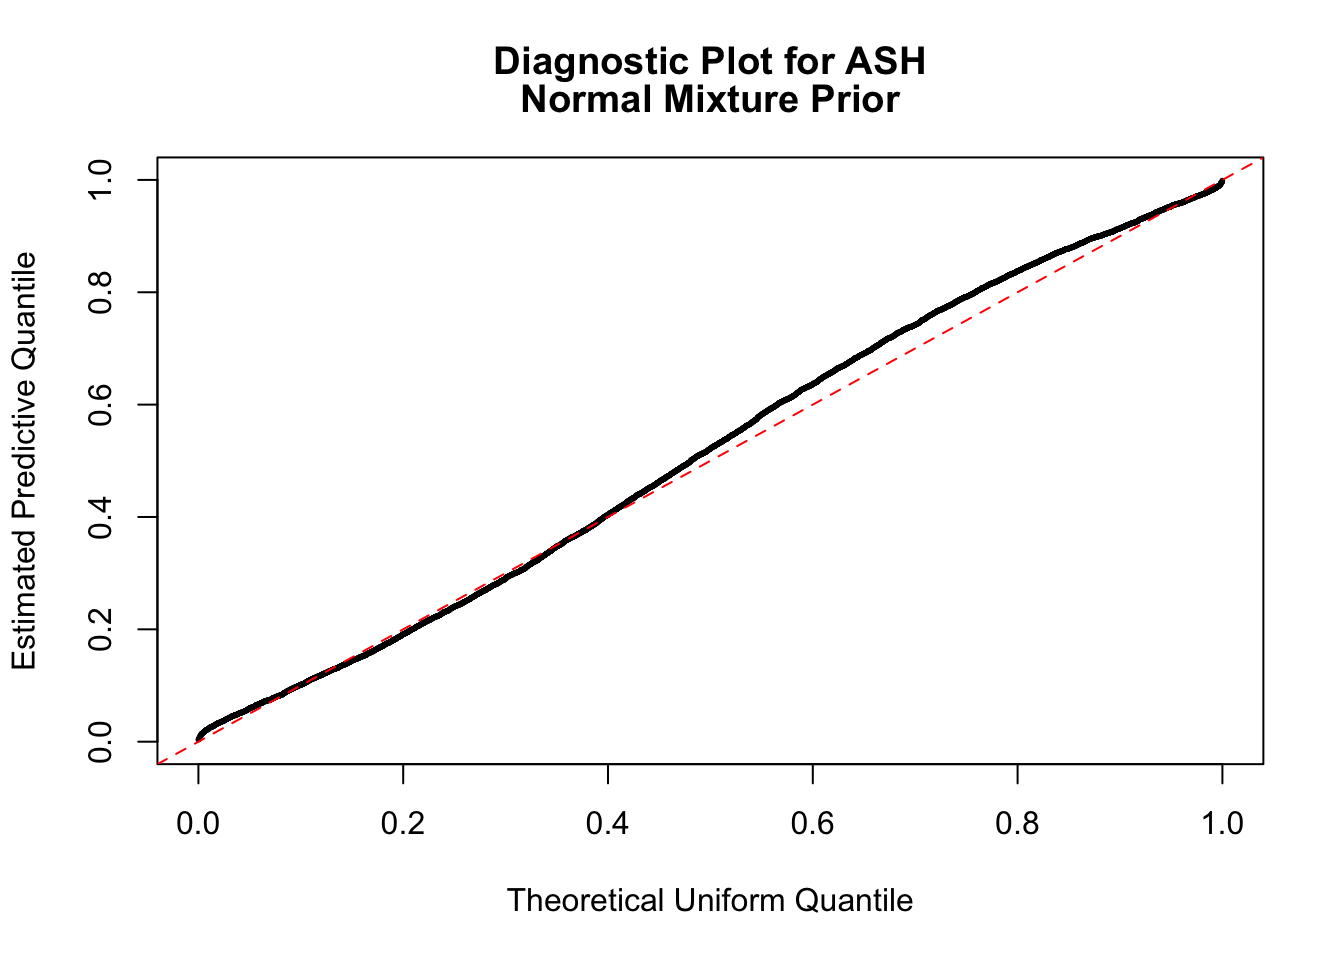 Diagnostic Plot for ASH
Normal Mixture Prior
Estimated Predictive Quantile
1.0
0.8
0.6
0.4
0.2
0.0
0.0 0.2 0.4 0.6 0.8 1.0
Theoretical Uniform Quantile